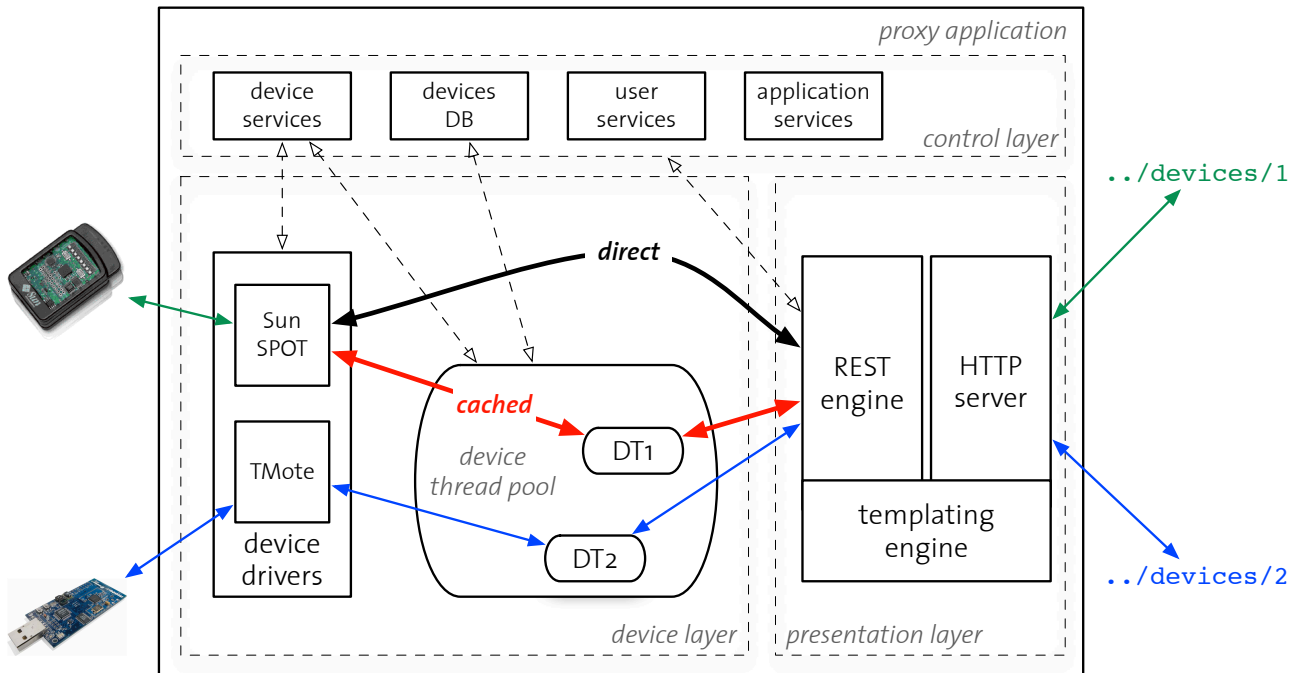 proxy application
device
services
devices
DB
user
services
application
services
control layer
../devices/1
direct
Sun
SPOT
Sun
REST
engine
HTTP
server
cached
DT1
TMote
device
thread pool
templating
engine
device
drivers
DT2
../devices/2
device layer
presentation layer